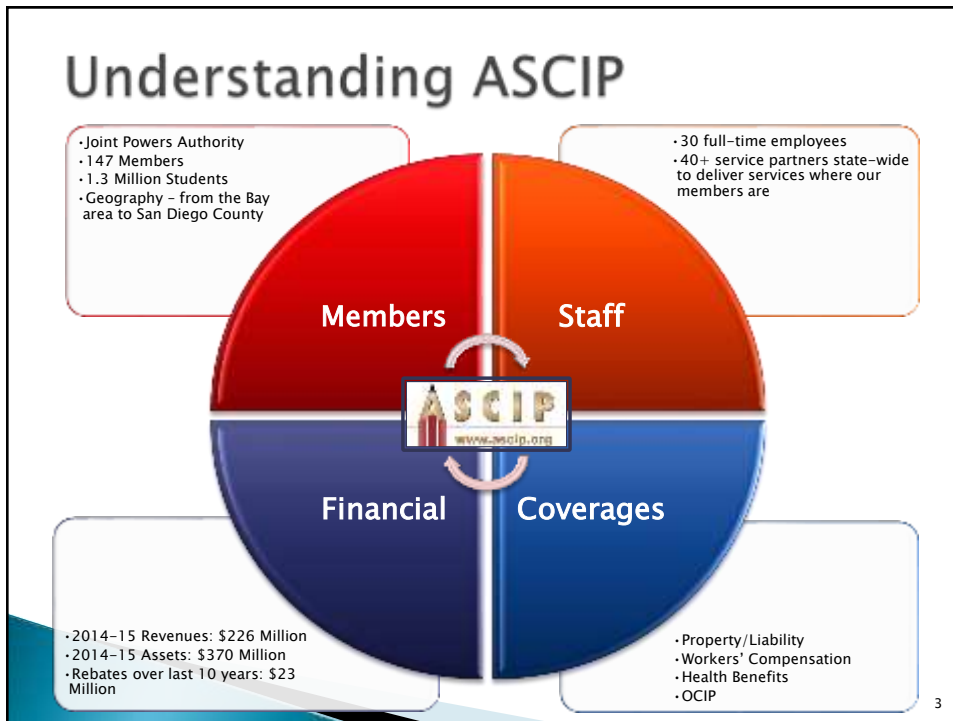 Understanding ASCIP
•Joint Powers Authority
•147 Members
•1.3 Million Students
•Geography – from the Bay
area to San Diego County
•30 full-time employees
•40+ service partners state-wide
to deliver services where our
members are
Members
Staff
ASCIP
www.ascip.org
Financial
Coverages
•2014-15 Revenues: $226 Million
•2014-15 Assets: $370 Million
•Rebates over last 10 years: $23
Million
•Property/Liability
•Workers’ Compensation
•Health Benefits
•OCIP
3